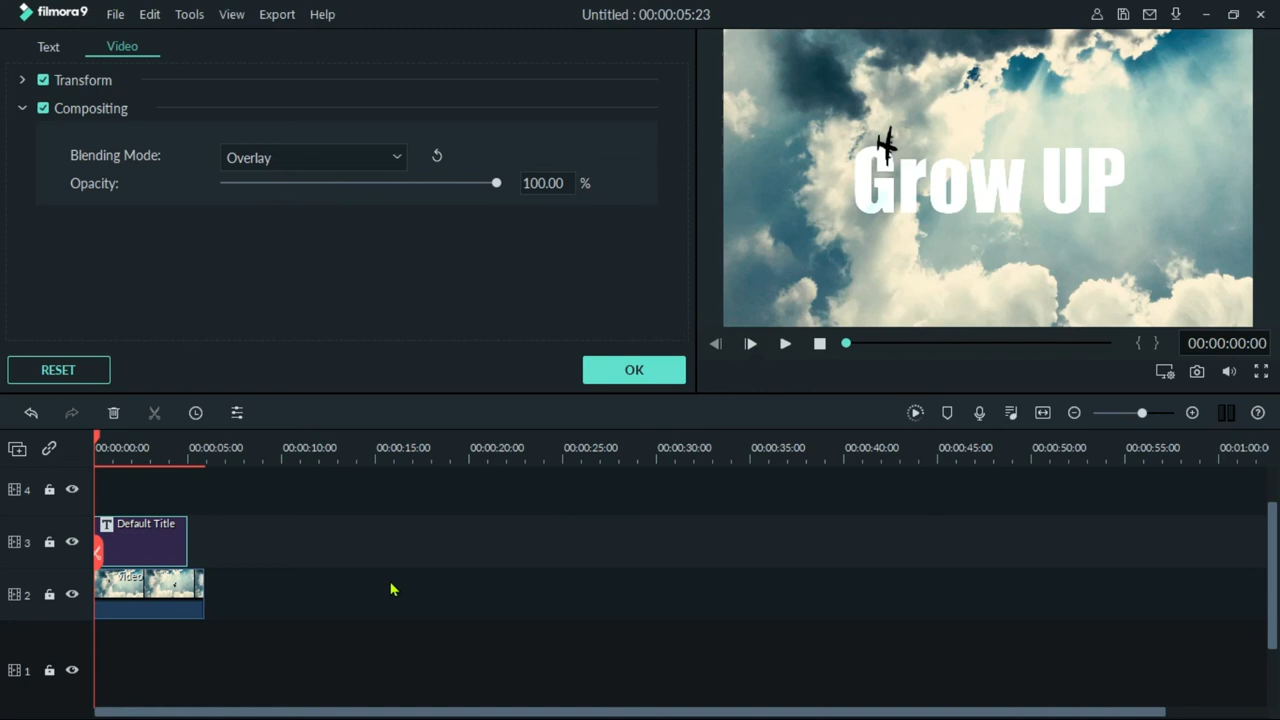 filmora9 File Edit Tools View Export Help Untitled : 00:00:05:23
Text Video
Transform
Compositing
Blending Mode: Overlay
Opacity: 100.00 %
RESET OK
Grow UP
{ } 00:00:00:00
00:00:00:00 00:00:05:00 00:00:10:00 00:00:15:00 00:00:20:00 00:00:25:00 00:00:30:00 00:00:35:00 00:00:40:00 00:00:45:00 00:00:50:00 00:00:55:00 00:01:00:0
4
3 T Default Title
2 Video
1